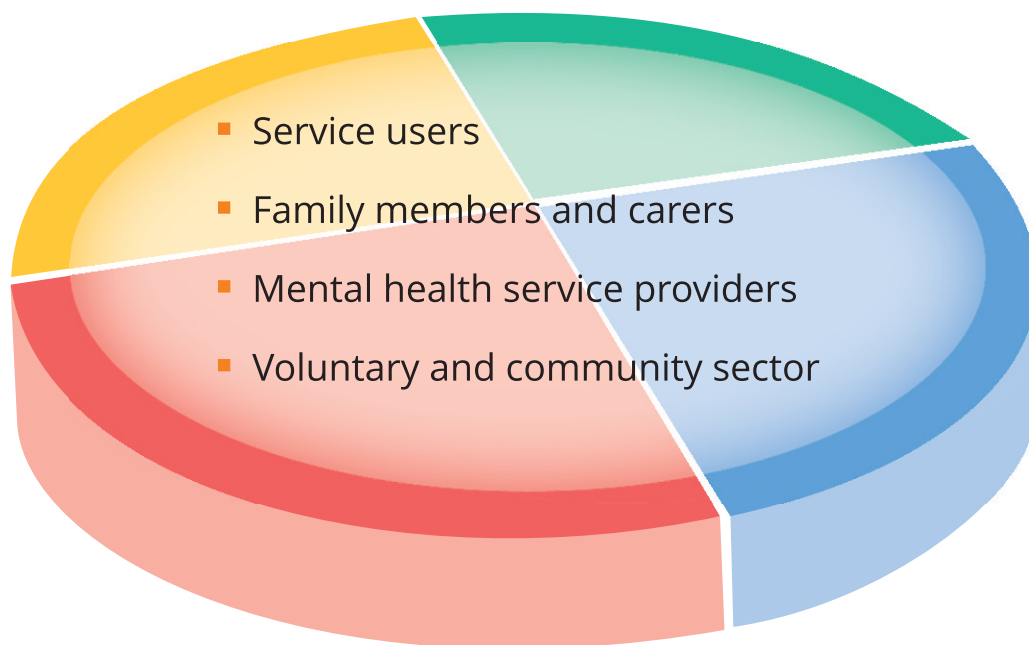 Service users
Family members and carers
Mental health service providers
Voluntary and community sector